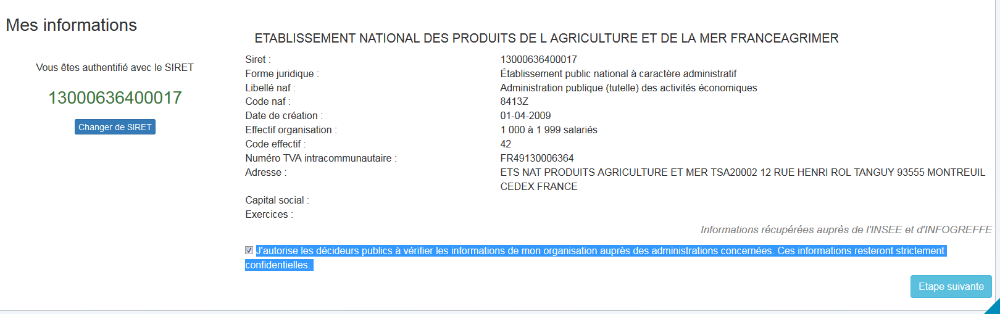 Mes informations
ETABLISSEMENT NATIONAL DES PRODUITS DE L AGRICULTURE ET DE LA MER FRANCEAGRIMER
Vous êtes authentifié avec le SIRET
13000636400017
Changer de SIRET
Siret : 13000636400017
Forme juridique : Établissement public national à caractère administratif
Libellé naf : Administration publique (tutelle) des activités économiques
Code naf : 8413Z
Date de création : 01-04-2009
Effectif organisation : 1 000 à 1 999 salariés
Code effectif : 42
Numéro TVA intracommunautaire : FR49130006364
Adresse : ETS NAT PRODUITS AGRICULTURE ET MER TSA20002 12 RUE HENRI ROL TANGUY 93555 MONTREUIL
CEDEX FRANCE
Capital social :
Exercices :
Informations récupérées auprès de l'INSEE et d'INFOGREFFE
J'autorise les décideurs publics à vérifier les informations de mon organisation auprès des administrations concernées. Ces informations resteront strictement
confidentielles.
Etape suivante